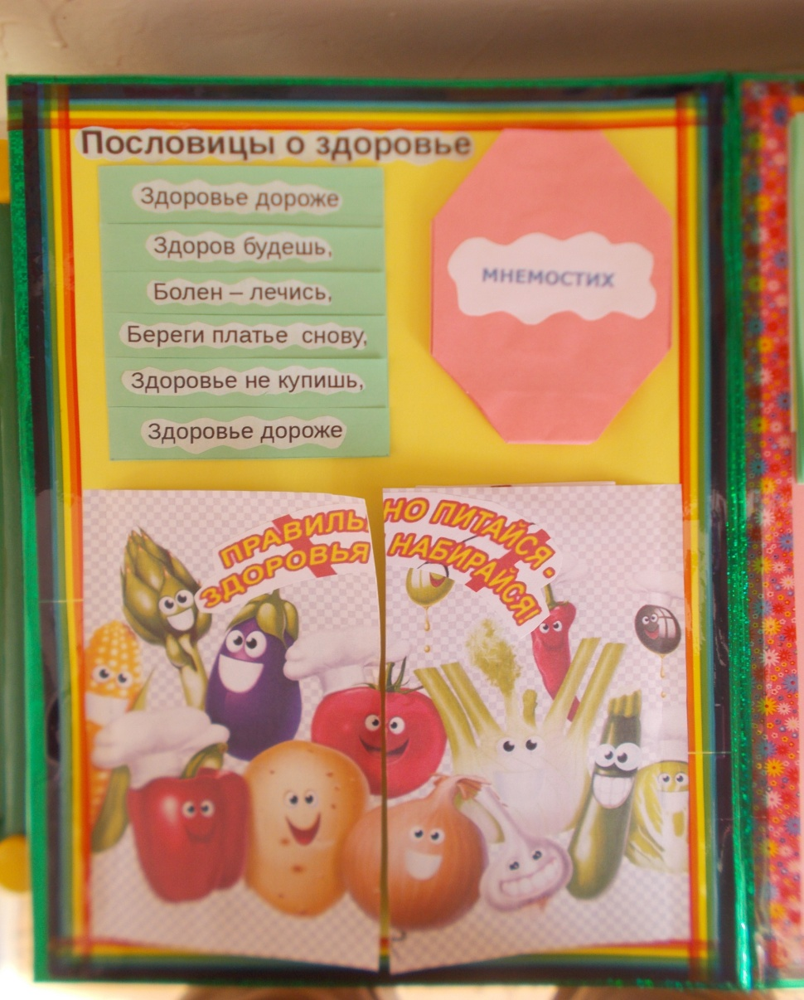 Пословицы о здоровье
Здоровье дороже
Здоров будешь,
Болен – лечись,
Береги платье снову,
Здоровье не купишь,
Здоровье дороже
МНЕМОСТИХ
ПРАВИЛЬНО ПИТАЙСЯ -
ЗДОРОВЬЯ НАБИРАЙСЯ!